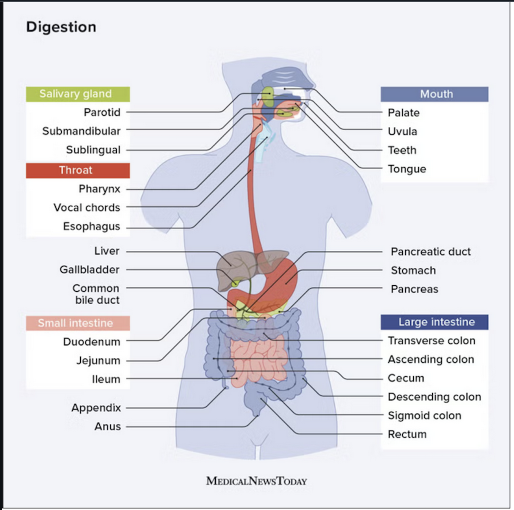 Digestion
Salivary gland
Parotid
Submandibular
Sublingual
Throat
Pharynx
Vocal chords
Esophagus
Liver
Gallbladder
Common
bile duct
Small intestine
Duodenum
Jejunum
Ileum
Appendix
Anus
Mouth
Palate
Uvula
Teeth
Tongue
Pancreatic duct
Stomach
Pancreas
Large intestine
Transverse colon
Ascending colon
Cecum
Descending colon
Sigmoid colon
Rectum
MEDICALNEWSTODAY